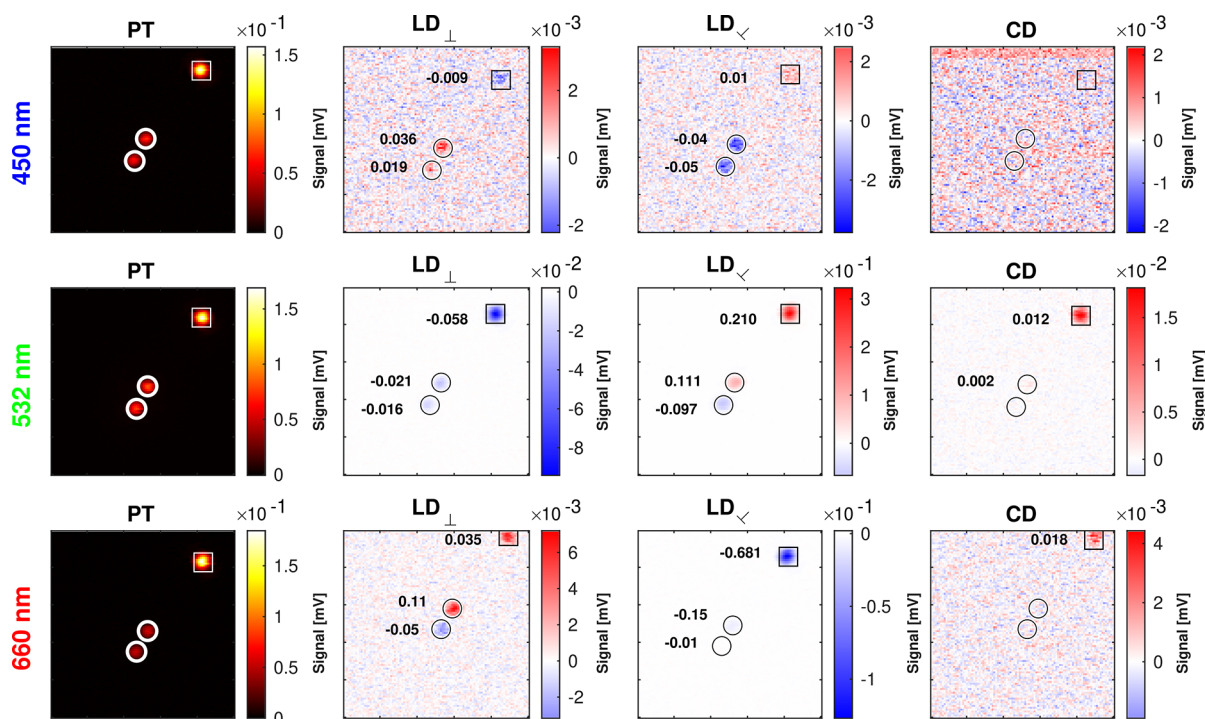 PT
×10⁻¹
LD⊥
×10⁻³
LD⊥
×10⁻³
CD
×10⁻³
450 nm
1.5
1
0.5
0
Signal [mV]
-0.009
0.036
0.019
2
0
-2
Signal [mV]
0.01
-0.04
-0.05
2
0
-2
Signal [mV]
2
1
0
-1
-2
Signal [mV]
PT
×10⁻¹
LD⊥
×10⁻²
LD⊥
×10⁻¹
CD
×10⁻²
532 nm
1.5
1
0.5
0
Signal [mV]
-0.058
-0.021
-0.016
0
-2
-4
-6
-8
Signal [mV]
0.210
0.111
-0.097
3
2
1
0
Signal [mV]
0.012
0.002
1.5
1
0.5
0
Signal [mV]
PT
×10⁻¹
LD⊥
×10⁻³
LD⊥
×10⁻¹
CD
×10⁻³
660 nm
1.5
1
0.5
0
Signal [mV]
0.035
0.11
-0.05
6
4
2
0
-2
Signal [mV]
-0.681
-0.15
-0.01
0
-0.5
-1
Signal [mV]
0.018
4
2
0
Signal [mV]